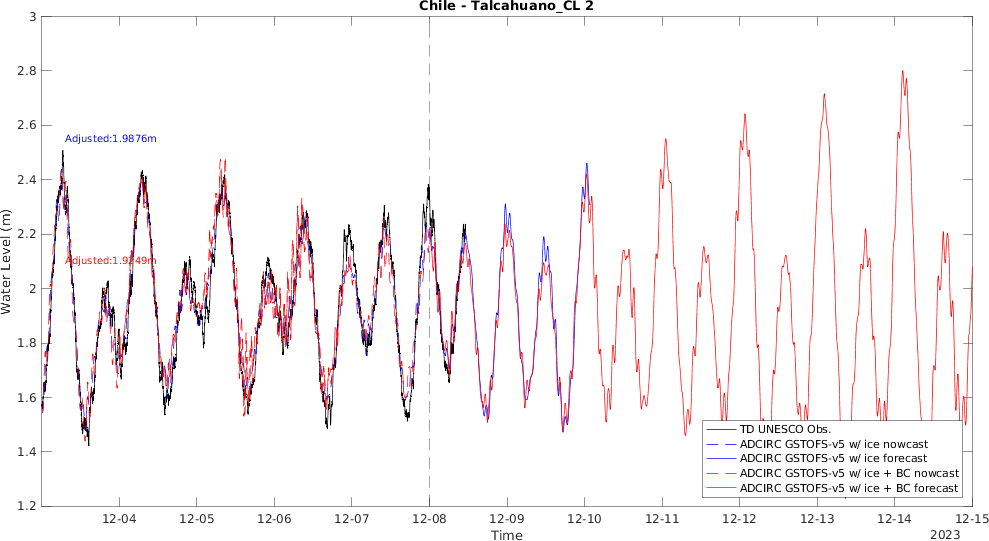 Chile - Talcahuano_CL 2
3
2.8
2.6
2.4
2.2
2
1.8
1.6
1.4
1.2
Water Level (m)
Adjusted:1.9876m
Adjusted:1.9249m
TD UNESCO Obs.
ADCIRC GSTOFS-v5 w/ ice nowcast
ADCIRC GSTOFS-v5 w/ ice forecast
ADCIRC GSTOFS-v5 w/ ice + BC nowcast
ADCIRC GSTOFS-v5 w/ ice + BC forecast
12-04 12-05 12-06 12-07 12-08 12-09 12-10 12-11 12-12 12-13 12-14 12-15
Time
2023